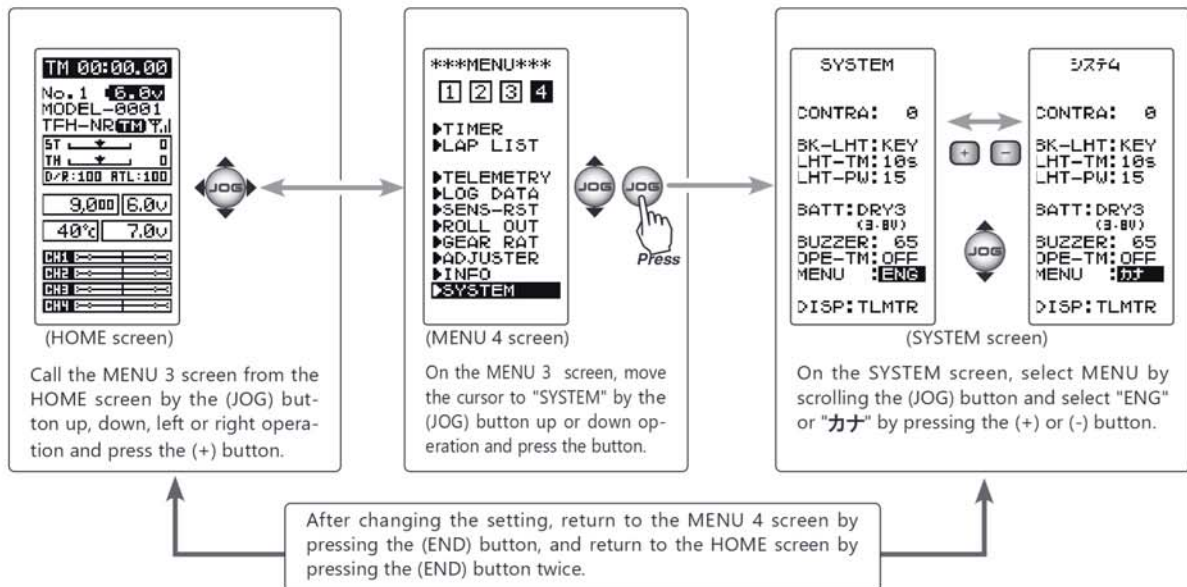 TM 00:00.00
No.1 6.0v
MODEL-0001
TFH-NR TM
ST 0
TH 0
D/R:100 ATL:100
9,000 6.0v
40℃ 7.0v
CH1
CH2
CH3
CH4
JOG
(HOME screen)
Call the MENU 3 screen from the
HOME screen by the (JOG) but-
ton up, down, left or right opera-
tion and press the (+) button.
***MENU***
1 2 3 4
▶TIMER
▶LAP LIST
▶TELEMETRY
▶LOG DATA
▶SENS-RST
▶ROLL OUT
▶GEAR RAT
▶ADJUSTER
▶INFO
▶SYSTEM
JOG JOG
Press
(MENU 4 screen)
On the MENU 3 screen, move
the cursor to "SYSTEM" by the
(JOG) button up or down op-
eration and press the button.
SYSTEM
CONTRA: 0
BK-LHT:KEY
LHT-TM:10s
LHT-PW:15
BATT:DRY3
(3.8V)
BUZZER: 65
OPE-TM:OFF
MENU :ENG
DISP:TLMTR
+ -
JOG
システム
CONTRA: 0
BK-LHT:KEY
LHT-TM:10s
LHT-PW:15
BATT:DRY3
(3.8V)
BUZZER: 65
OPE-TM:OFF
MENU :カナ
DISP:TLMTR
(SYSTEM screen)
On the SYSTEM screen, select MENU by
scrolling the (JOG) button and select "ENG"
or "カナ" by pressing the (+) or (-) button.
After changing the setting, return to the MENU 4 screen by
pressing the (END) button, and return to the HOME screen by
pressing the (END) button twice.